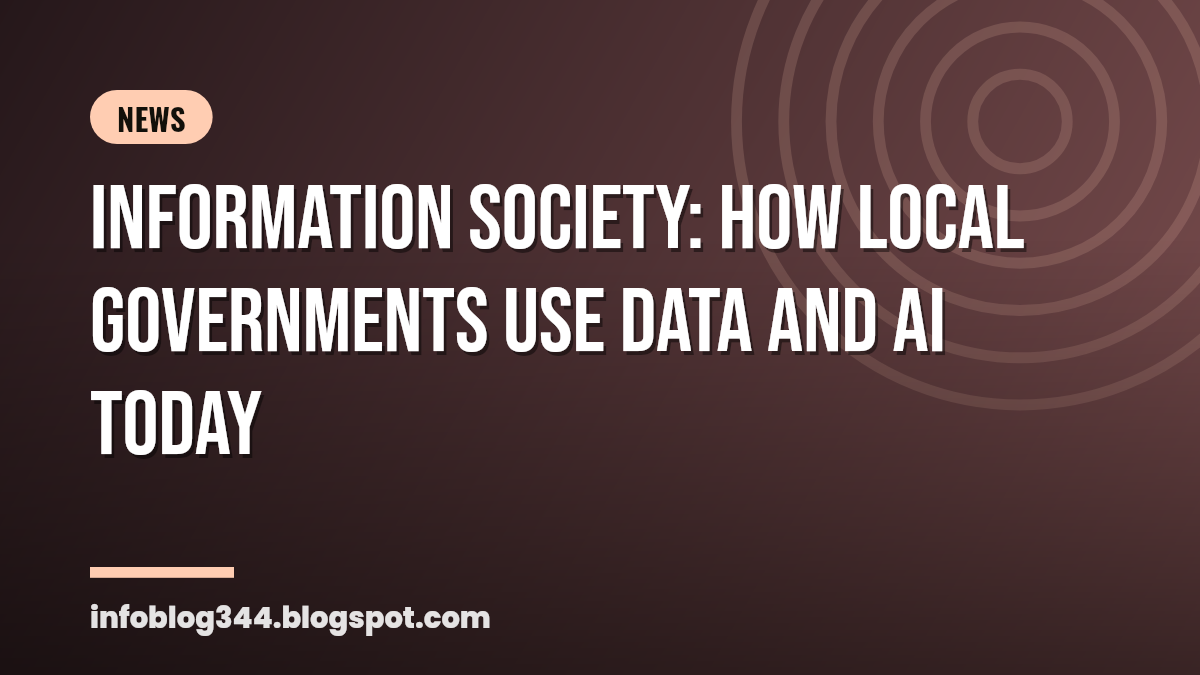 NEWS
INFORMATION SOCIETY: HOW LOCAL
GOVERNMENTS USE DATA AND AI
TODAY
infoblog344.blogspot.com